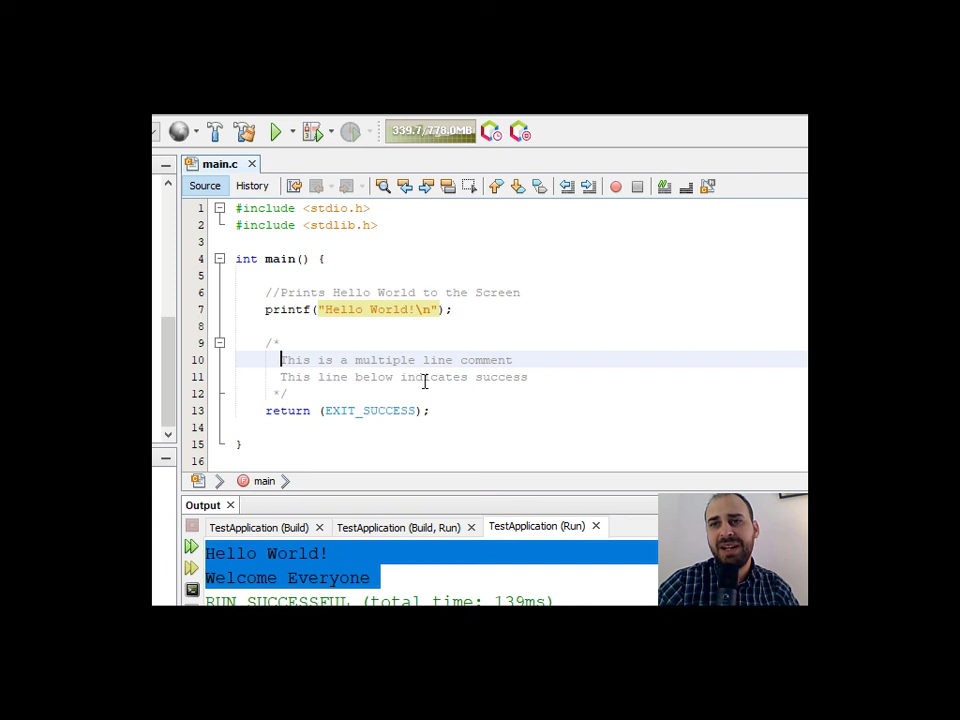 339.7/778.0MB
main.c
Source History
1 #include <stdio.h>
2 #include <stdlib.h>
3
4 int main() {
5
6 //Prints Hello World to the Screen
7 printf("Hello World!\n");
8
9 /*
10 This is a multiple line comment
11 This line below indicates success
12 */
13 return (EXIT_SUCCESS);
14
15 }
16
main
Output
TestApplication (Build) TestApplication (Build, Run) TestApplication (Run)
Hello World!
Welcome Everyone
RUN SUCCESSFUL (total time: 139ms)